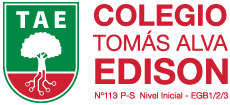 TAE
COLEGIO
TOMÁS ALVA
EDISON
Nº113 P-S Nivel Inicial - EGB1/2/3